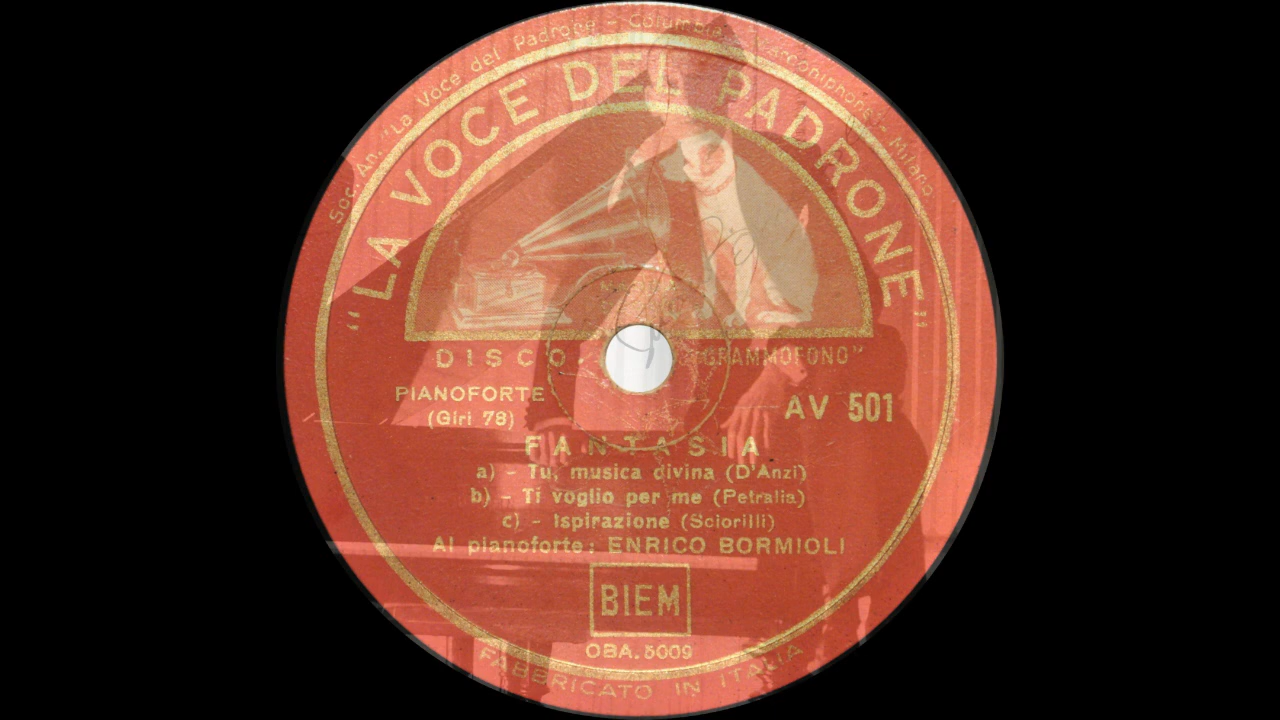 Soc. An. "La Voce del Padrone - Columbia - Marconiphone" - Milano
"LA VOCE DEL PADRONE"
DISCO "GRAMMOFONO"
PIANOFORTE
(Giri 78)
AV 501
FANTASIA
a) - Tu, musica divina (D'Anzi)
b) - Ti voglio per me (Petralia)
c) - Ispirazione (Sciorilli)
Al pianoforte: ENRICO BORMIOLI
BIEM
OBA. 5009
FABBRICATO IN ITALIA